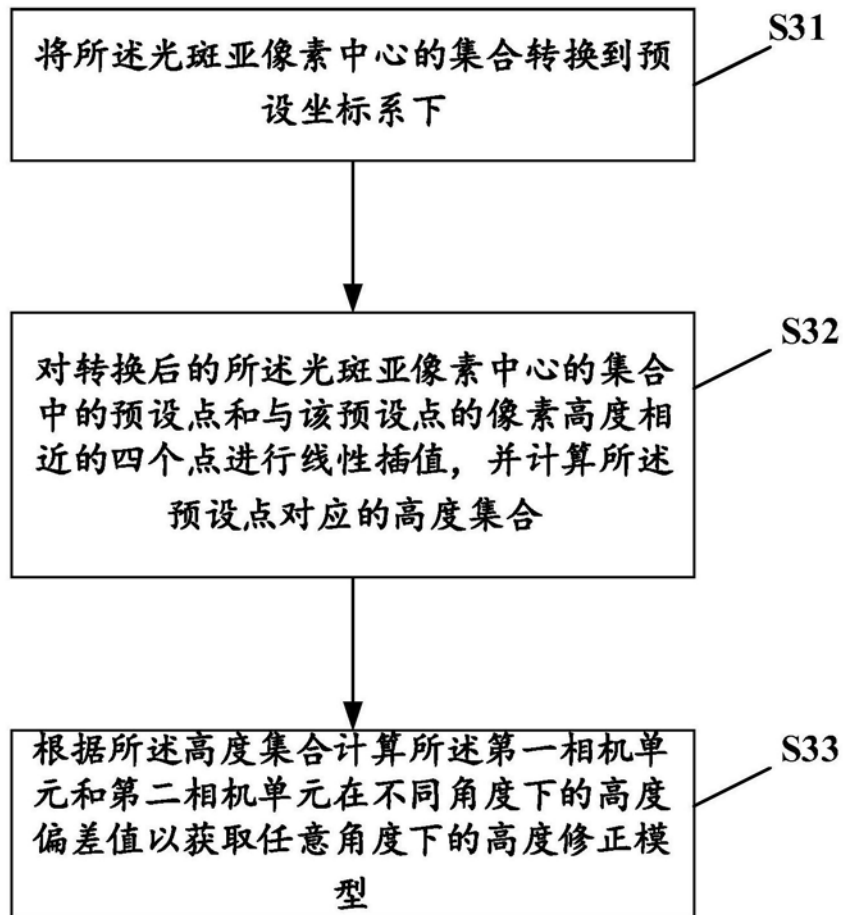 将所述光斑亚像素中心的集合转换到预
设坐标系下
S31
对转换后的所述光斑亚像素中心的集合
中的预设点和与该预设点的像素高度相
近的四个点进行线性插值，并计算所述
预设点对应的高度集合
S32
根据所述高度集合计算所述第一相机单
元和第二相机单元在不同角度下的高度
偏差值以获取任意角度下的高度修正模
型
S33